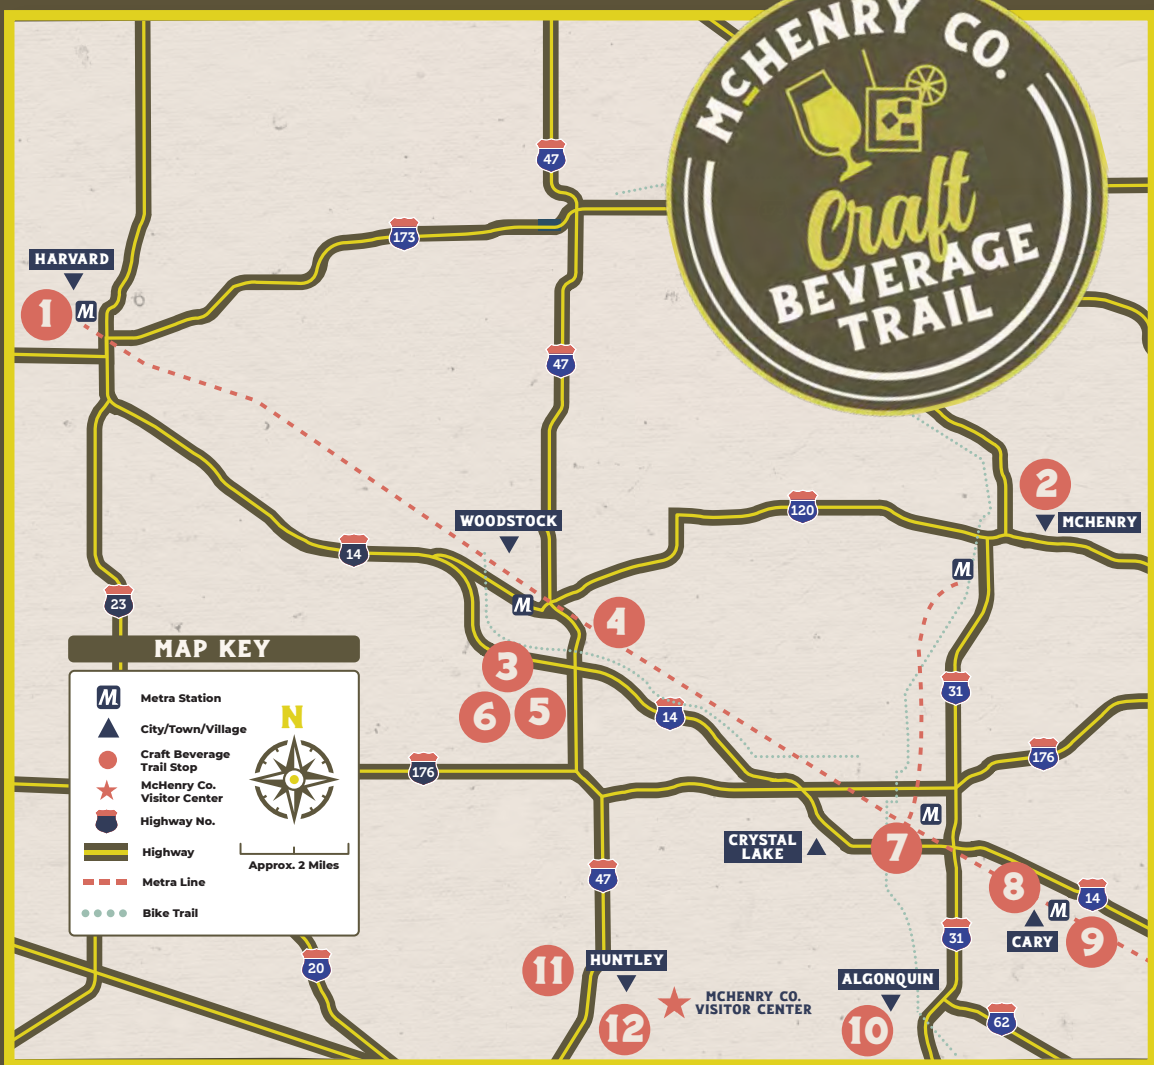 McHENRY CO.
Craft
BEVERAGE
TRAIL
47
173
HARVARD
1
M
47
2
MCHENRY
120
WOODSTOCK
14
M
23
M
4
3
6
5
14
31
176
176
MAP KEY
M Metra Station
City/Town/Village
Craft Beverage
Trail Stop
McHenry Co.
Visitor Center
Highway No.
Highway
Metra Line
Bike Trail
N
Approx. 2 Miles
M
CRYSTAL
LAKE
7
47
8
14
M
CARY
9
31
HUNTLEY
11
12
MCHENRY CO.
VISITOR CENTER
ALGONQUIN
10
62
20